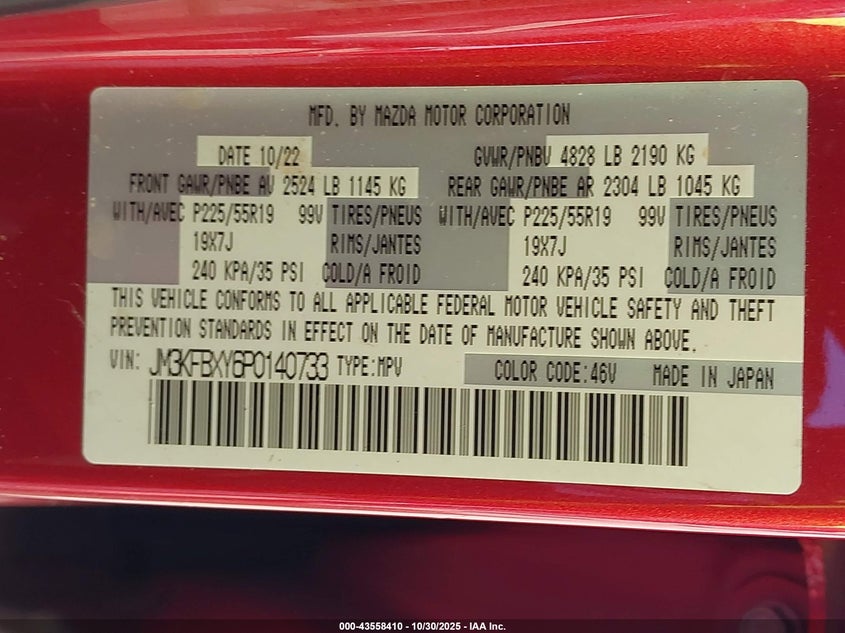 MFD. BY MAZDA MOTOR CORPORATION
DATE 10/22 GVWR/PNBV 4828 LB 2190 KG
FRONT GAWR/PNBE AV 2524 LB 1145 KG REAR GAWR/PNBE AR 2304 LB 1045 KG
WITH/AVEC P225/55R19 99V TIRES/PNEUS WITH/AVEC P225/55R19 99V TIRES/PNEUS
19X7J RIMS/JANTES 19X7J RIMS/JANTES
240 KPA/35 PSI COLD/A FROID 240 KPA/35 PSI COLD/A FROID
THIS VEHICLE CONFORMS TO ALL APPLICABLE FEDERAL MOTOR VEHICLE SAFETY AND THEFT
PREVENTION STANDARDS IN EFFECT ON THE DATE OF MANUFACTURE SHOWN ABOVE.
VIN: JM3KFBXY6P0140733 TYPE:MPV COLOR CODE:46V MADE IN JAPAN
000-43558410 - 10/30/2025 - IAA Inc.